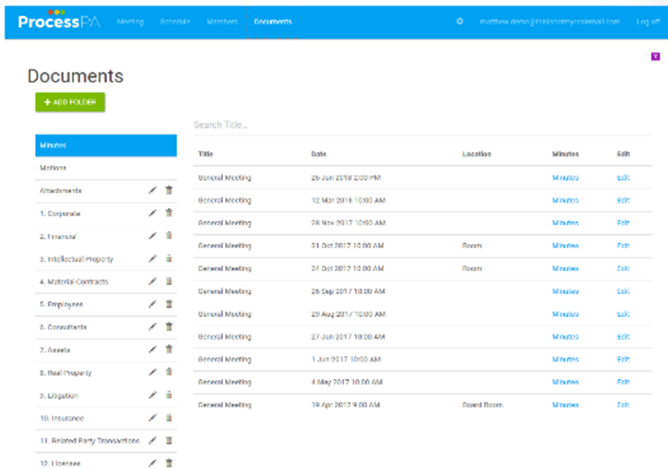 ProcessPA Meeting Schedule Members Documents Log off
?
Documents
+ ADD FOLDER
Search Title...
Minutes
Title Date Location Minutes Edit
Motions
General Meeting 26 Jun 2018 2:00 PM Minutes Edit
Attachments
General Meeting 12 Mar 2018 10:00 AM Minutes Edit
1. Corporate
General Meeting 28 Nov 2017 10:00 AM Minutes Edit
2. Financial
General Meeting 31 Oct 2017 10:00 AM Room Minutes Edit
3. Intellectual Property
General Meeting 24 Oct 2017 10:00 AM Room Minutes Edit
4. Material Contracts
General Meeting 26 Sep 2017 10:00 AM Minutes Edit
5. Employees
General Meeting 29 Aug 2017 10:00 AM Minutes Edit
6. Consultants
General Meeting 27 Jun 2017 10:00 AM Minutes Edit
7. Assets
General Meeting 1 Jun 2017 10:00 AM Minutes Edit
8. Real Property
General Meeting 4 May 2017 10:00 AM Minutes Edit
9. Litigation
General Meeting 19 Apr 2017 9:00 AM Board Room Minutes Edit
10. Insurance
11. Related Party Transactions
12. Licenses